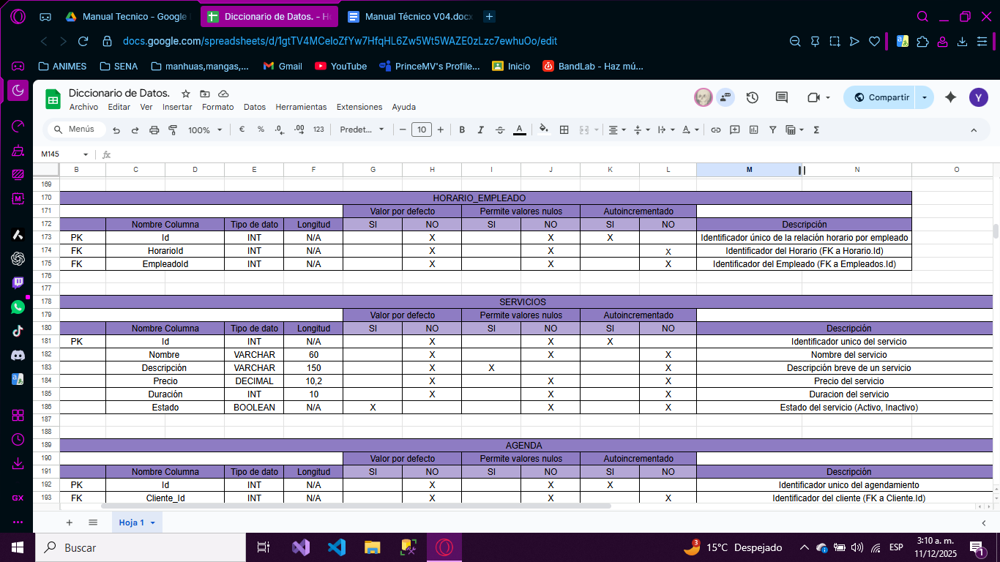 Manual Tecnico - Google
Diccionario de Datos. - H
Manual Técnico V04.docx
docs.google.com/spreadsheets/d/1gtTV4MCeIoZfYw7HfqHL6Zw5Wt5WAZE0zLzc7ewhuOo/edit
ANIMES SENA manhuas,mangas,... Gmail YouTube PrinceMV's Profile... Inicio BandLab - Haz mú...
Diccionario de Datos.
Archivo Editar Ver Insertar Formato Datos Herramientas Extensiones Ayuda
Compartir
Y
Menús 100% € % .0 .00 123 Predet... 10 B I A
M145 fx
B C D E F G H I J K L M N O
169
170 HORARIO_EMPLEADO
171 Valor por defecto Permite valores nulos Autoincrementado
172 Nombre Columna Tipo de dato Longitud SI NO SI NO SI NO Descripción
173 PK Id INT N/A X X X Identificador único de la relación horario por empleado
174 FK HorarioId INT N/A X X X Identificador del Horario (FK a Horario.Id)
175 FK EmpleadoId INT N/A X X X Identificador del Empleado (FK a Empleados.Id)
176
177
178 SERVICIOS
179 Valor por defecto Permite valores nulos Autoincrementado
180 Nombre Columna Tipo de dato Longitud SI NO SI NO SI NO Descripción
181 PK Id INT N/A X X X Identificador unico del servicio
182 Nombre VARCHAR 60 X X X Nombre del servicio
183 Descripción VARCHAR 150 X X X Descripción breve de un servicio
184 Precio DECIMAL 10,2 X X X Precio del servicio
185 Duración INT 10 X X X Duracion del servicio
186 Estado BOOLEAN N/A X X X Estado del servicio (Activo, Inactivo)
187
188
189 AGENDA
190 Valor por defecto Permite valores nulos Autoincrementado
191 Nombre Columna Tipo de dato Longitud SI NO SI NO SI NO Descripción
192 PK Id INT N/A X X X Identificador unico del agendamiento
193 FK Cliente_Id INT N/A X X X Identificador del cliente (FK a Cliente.Id)
GX
Hoja 1
Buscar
3 15°C Despejado
ESP
3:10 a. m.
11/12/2025
1